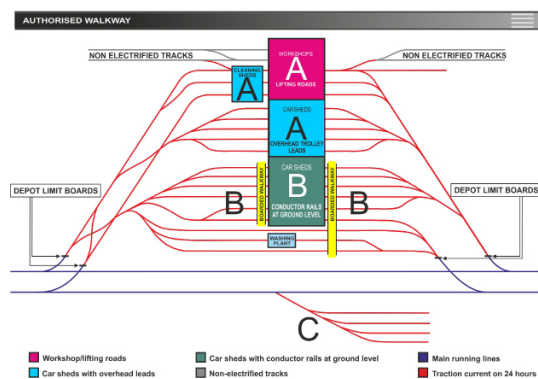 AUTHORISED WALKWAY
NON ELECTRIFIED TRACKS
NON ELECTRIFIED TRACKS
WORKSHOPS
A
LIFTING ROADS
CLEANING
SHEDS
A
CARSHEDS
A
OVERHEAD TROLLEY
LEADS
CAR SHEDS
B
CONDUCTOR RAILS
AT GROUND LEVEL
BOARDED WALKWAY
BOARDED WALKWAY
B
B
DEPOT LIMIT BOARDS
DEPOT LIMIT BOARDS
WASHING
PLANT
C
Workshop/lifting roads
Car sheds with overhead leads
Car sheds with conductor rails at ground level
Non-electrified tracks
Main running lines
Traction current on 24 hours